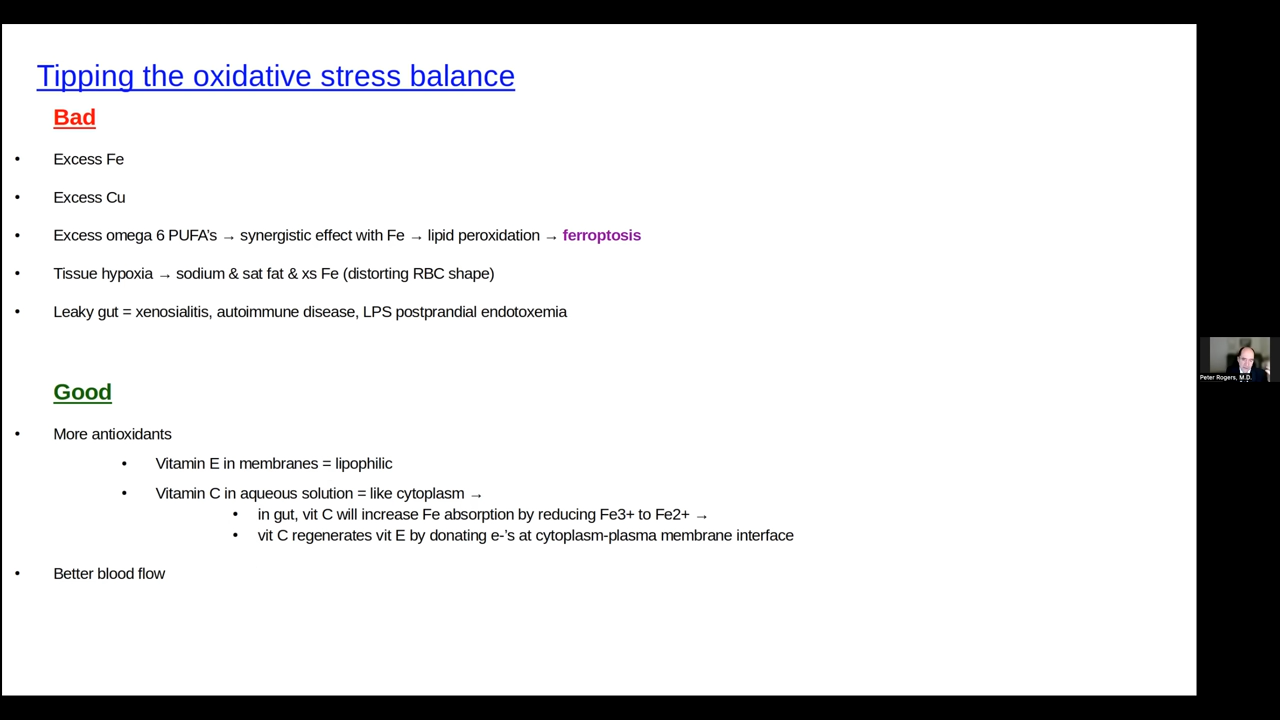 Tipping the oxidative stress balance
Bad
• Excess Fe
• Excess Cu
• Excess omega 6 PUFA’s → synergistic effect with Fe → lipid peroxidation → ferroptosis
• Tissue hypoxia → sodium & sat fat & xs Fe (distorting RBC shape)
• Leaky gut = xenosialitis, autoimmune disease, LPS postprandial endotoxemia
Good
• More antioxidants
• Vitamin E in membranes = lipophilic
• Vitamin C in aqueous solution = like cytoplasm →
• in gut, vit C will increase Fe absorption by reducing Fe3+ to Fe2+ →
• vit C regenerates vit E by donating e-’s at cytoplasm-plasma membrane interface
• Better blood flow
Peter Rogers, M.D.